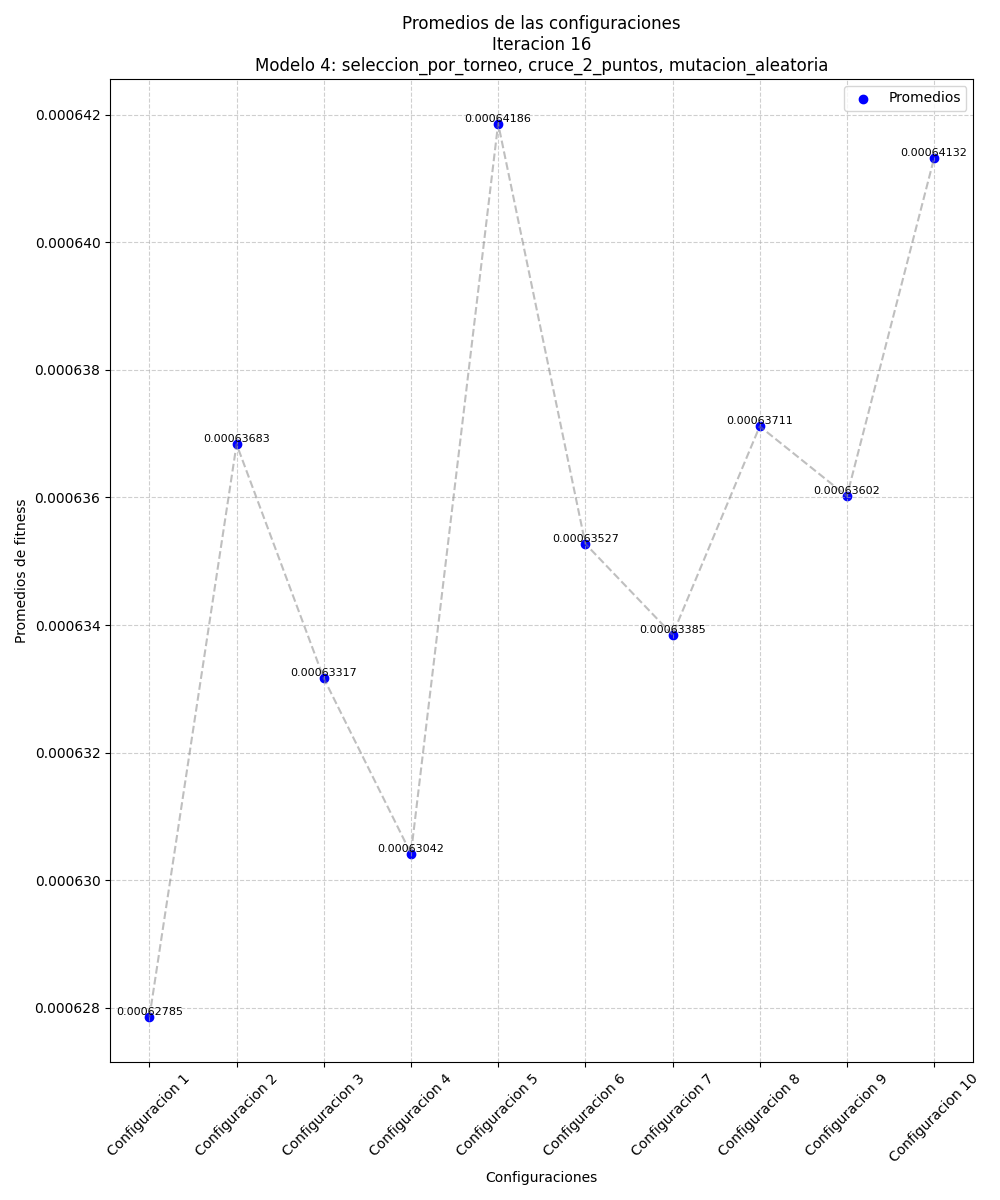 Promedios de las configuraciones
Iteracion 16
Modelo 4: seleccion_por_torneo, cruce_2_puntos, mutacion_aleatoria
Promedios
0.000642
0.000640
0.000638
0.000636
0.000634
0.000632
0.000630
0.000628
Promedios de fitness
0.00062785
0.00063683
0.00063317
0.00063042
0.00064186
0.00063527
0.00063385
0.00063711
0.00063602
0.00064132
Configuracion 1
Configuracion 2
Configuracion 3
Configuracion 4
Configuracion 5
Configuracion 6
Configuracion 7
Configuracion 8
Configuracion 9
Configuracion 10
Configuraciones